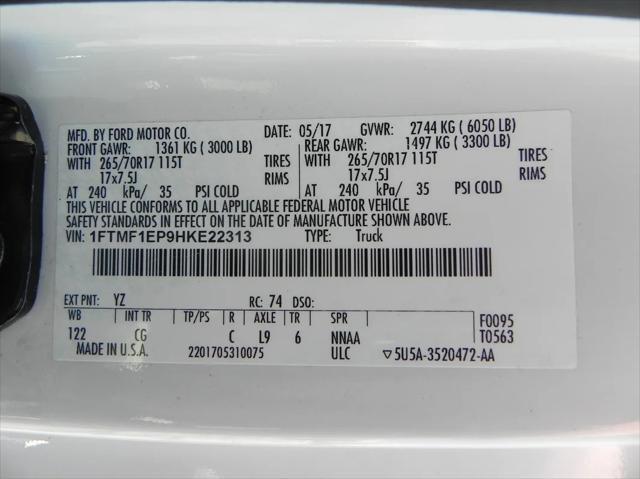 MFD. BY FORD MOTOR CO. DATE: 05/17 GVWR: 2744 KG ( 6050 LB)
FRONT GAWR: 1361 KG ( 3000 LB) REAR GAWR: 1497 KG ( 3300 LB)
WITH 265/70R17 115T TIRES WITH 265/70R17 115T TIRES
17x7.5J RIMS 17x7.5J RIMS
AT 240 kPa/ 35 PSI COLD AT 240 kPa/ 35 PSI COLD
THIS VEHICLE CONFORMS TO ALL APPLICABLE FEDERAL MOTOR VEHICLE
SAFETY STANDARDS IN EFFECT ON THE DATE OF MANUFACTURE SHOWN ABOVE.
VIN: 1FTMF1EP9HKE22313 TYPE: Truck
EXT PNT: YZ RC: 74 DSO:
WB INT TR TP/PS R AXLE TR SPR F0095
122 CG C L9 6 NNAA T0563
MADE IN U.S.A. 2201705310075 ULC ▽5U5A-3520472-AA